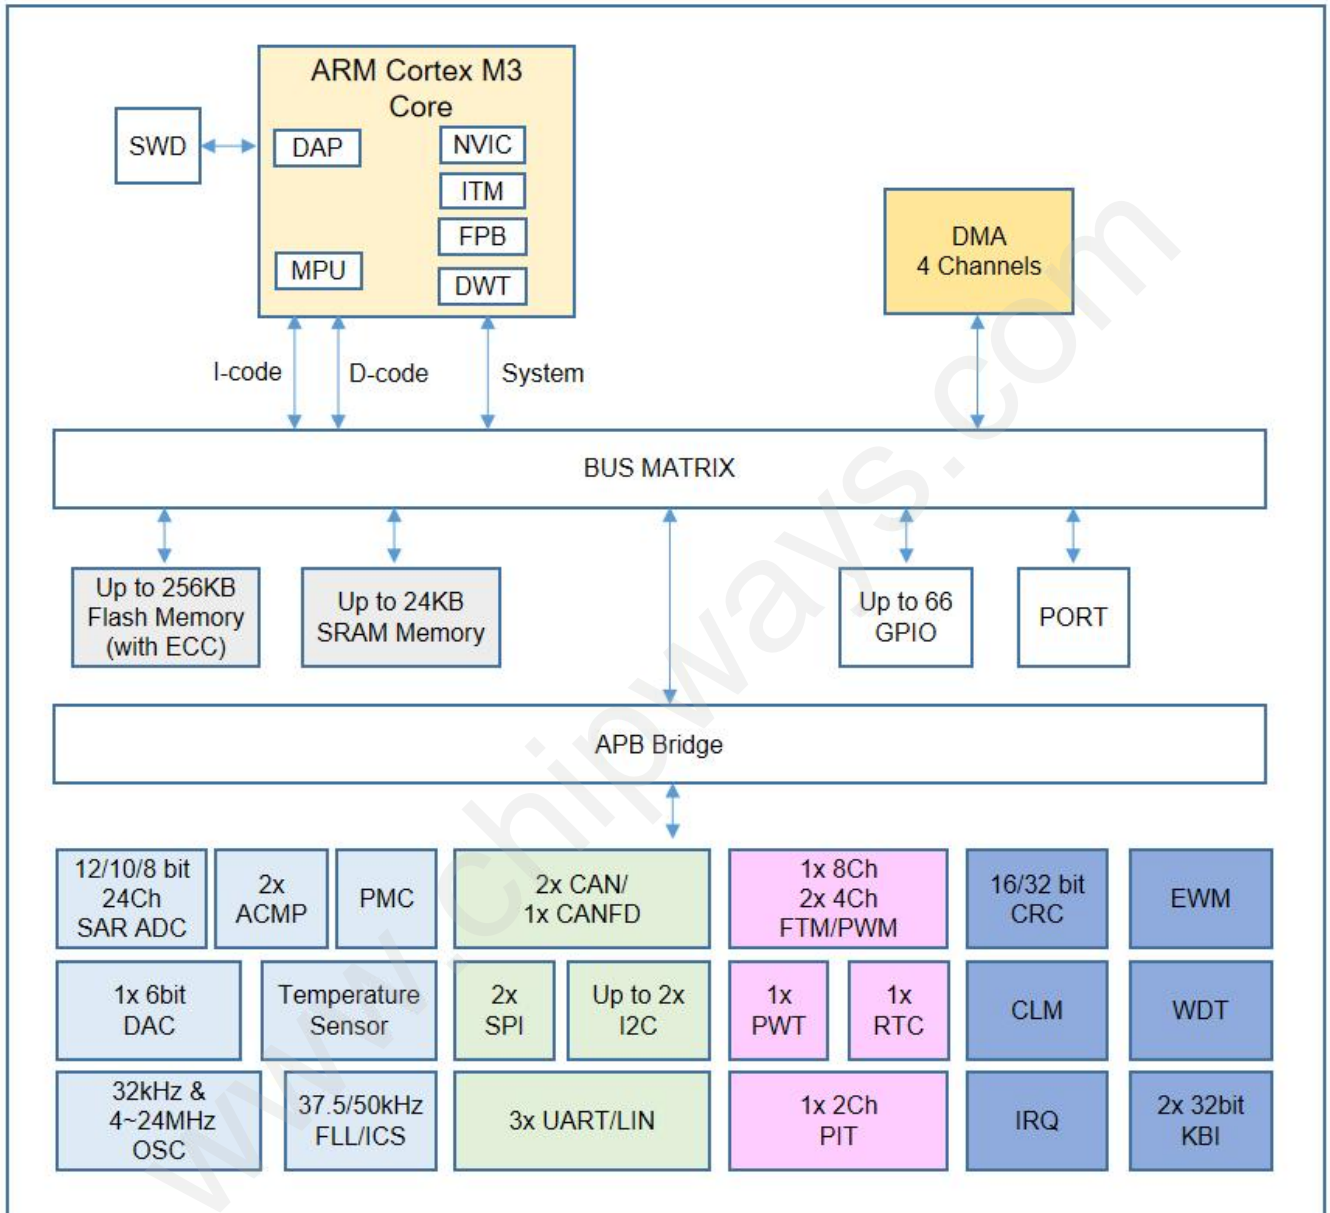 ARM Cortex M3
Core
SWD
DAP
NVIC
ITM
FPB
MPU
DWT
DMA
4 Channels
I-code
D-code
System
BUS MATRIX
Up to 256KB
Flash Memory
(with ECC)
Up to 24KB
SRAM Memory
Up to 66
GPIO
PORT
APB Bridge
12/10/8 bit
24Ch
SAR ADC
2x
ACMP
PMC
2x CAN/
1x CANFD
1x 8Ch
2x 4Ch
FTM/PWM
16/32 bit
CRC
EWM
1x 6bit
DAC
Temperature
Sensor
2x
SPI
Up to 2x
I2C
1x
PWT
1x
RTC
CLM
WDT
32kHz &
4~24MHz
OSC
37.5/50kHz
FLL/ICS
3x UART/LIN
1x 2Ch
PIT
IRQ
2x 32bit
KBI
www.chipways.com